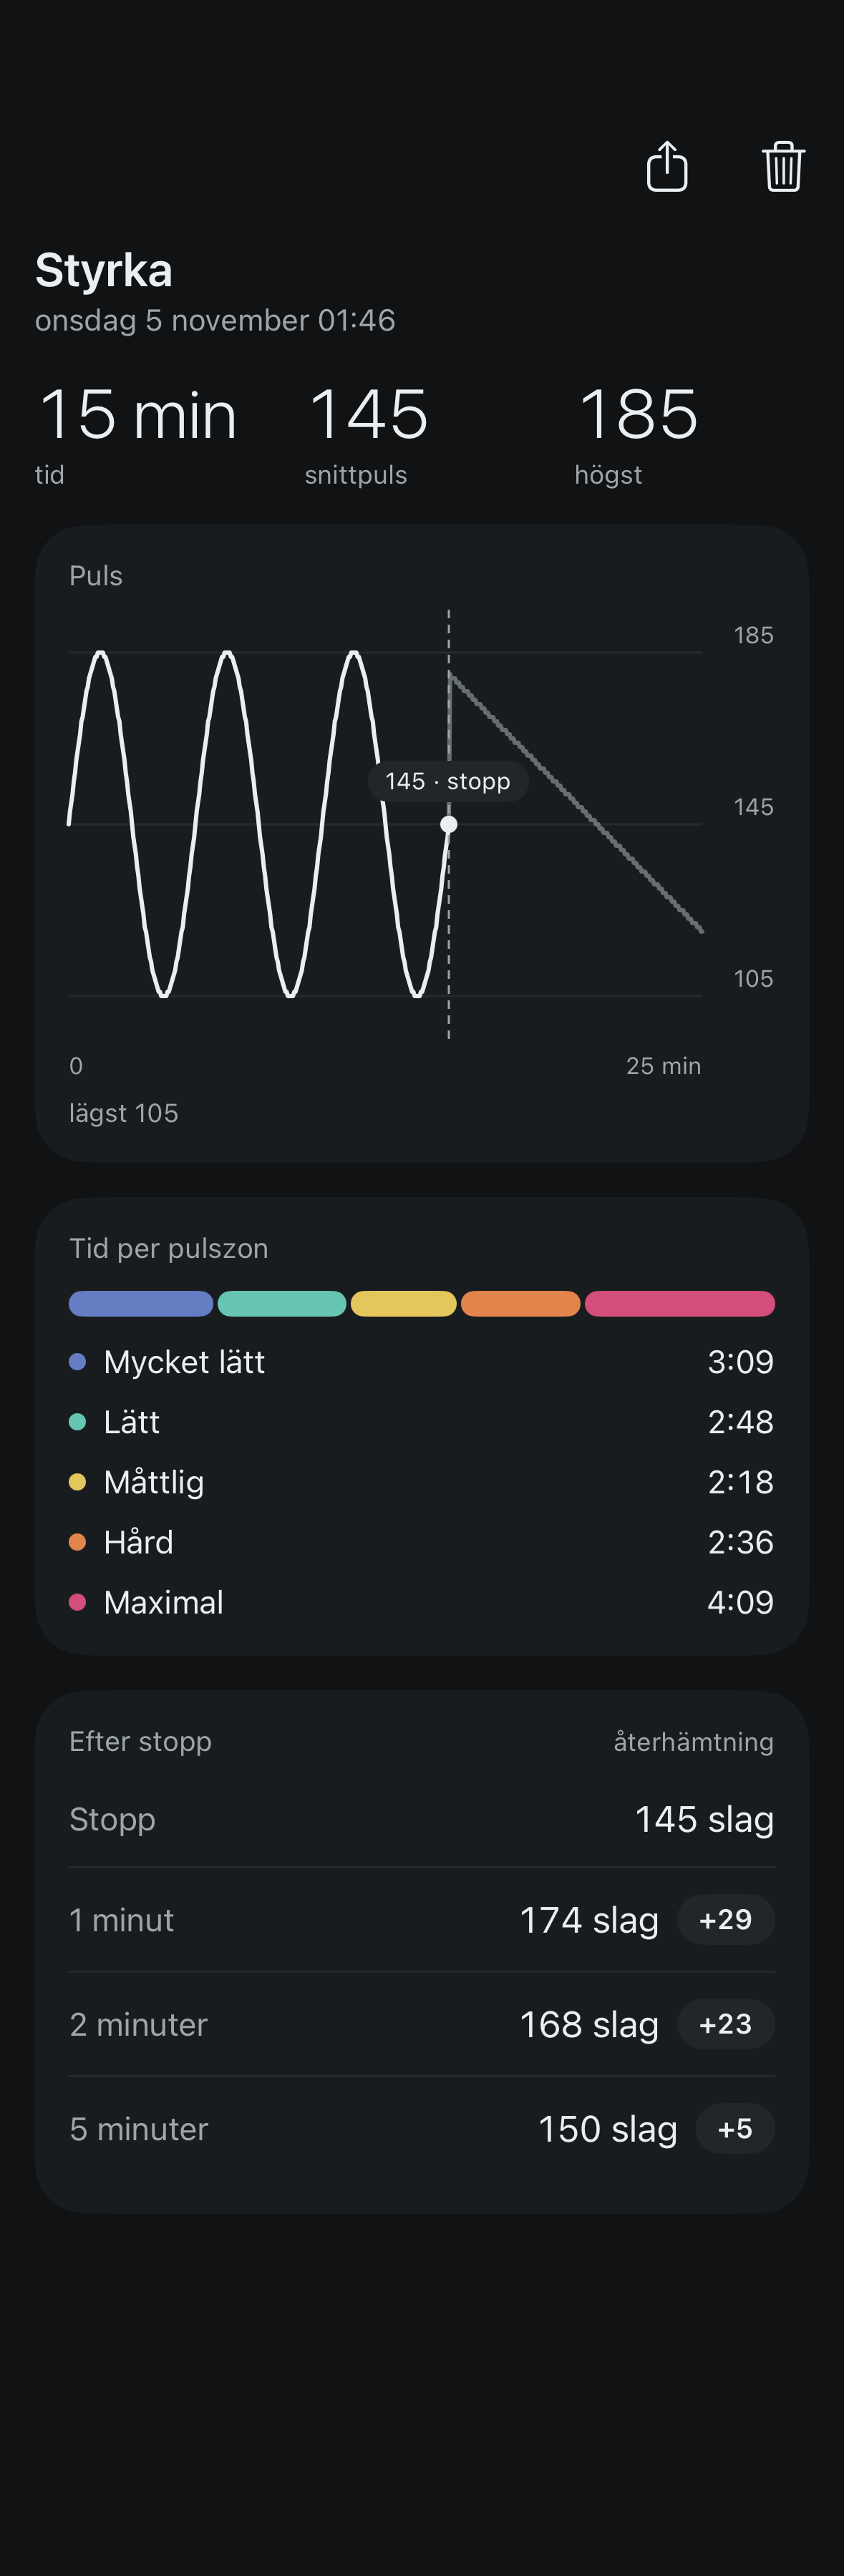 Styrka
onsdag 5 november 01:46
15 min 145 185
tid snittpuls högst
Puls
185
145 · stopp
145
105
0 25 min
lägst 105
Tid per pulszon
Mycket lätt 3:09
Lätt 2:48
Måttlig 2:18
Hård 2:36
Maximal 4:09
Efter stopp återhämtning
Stopp 145 slag
1 minut 174 slag +29
2 minuter 168 slag +23
5 minuter 150 slag +5